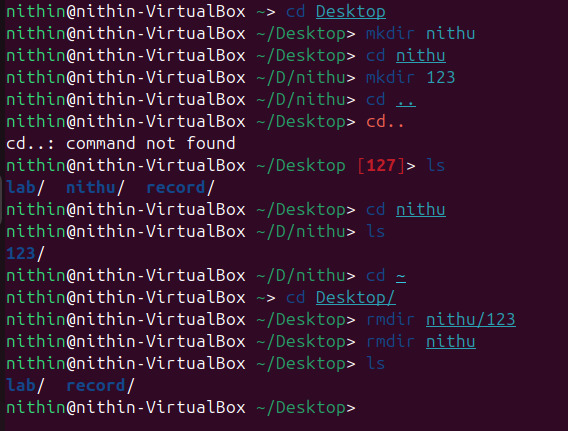 nithin@nithin-VirtualBox ~> cd Desktop
nithin@nithin-VirtualBox ~/Desktop> mkdir nithu
nithin@nithin-VirtualBox ~/Desktop> cd nithu
nithin@nithin-VirtualBox ~/D/nithu> mkdir 123
nithin@nithin-VirtualBox ~/D/nithu> cd ..
nithin@nithin-VirtualBox ~/Desktop> cd..
cd..: command not found
nithin@nithin-VirtualBox ~/Desktop [127]> ls
lab/  nithu/  record/
nithin@nithin-VirtualBox ~/Desktop> cd nithu
nithin@nithin-VirtualBox ~/D/nithu> ls
123/
nithin@nithin-VirtualBox ~/D/nithu> cd ~
nithin@nithin-VirtualBox ~> cd Desktop/
nithin@nithin-VirtualBox ~/Desktop> rmdir nithu/123
nithin@nithin-VirtualBox ~/Desktop> rmdir nithu
nithin@nithin-VirtualBox ~/Desktop> ls
lab/  record/
nithin@nithin-VirtualBox ~/Desktop>